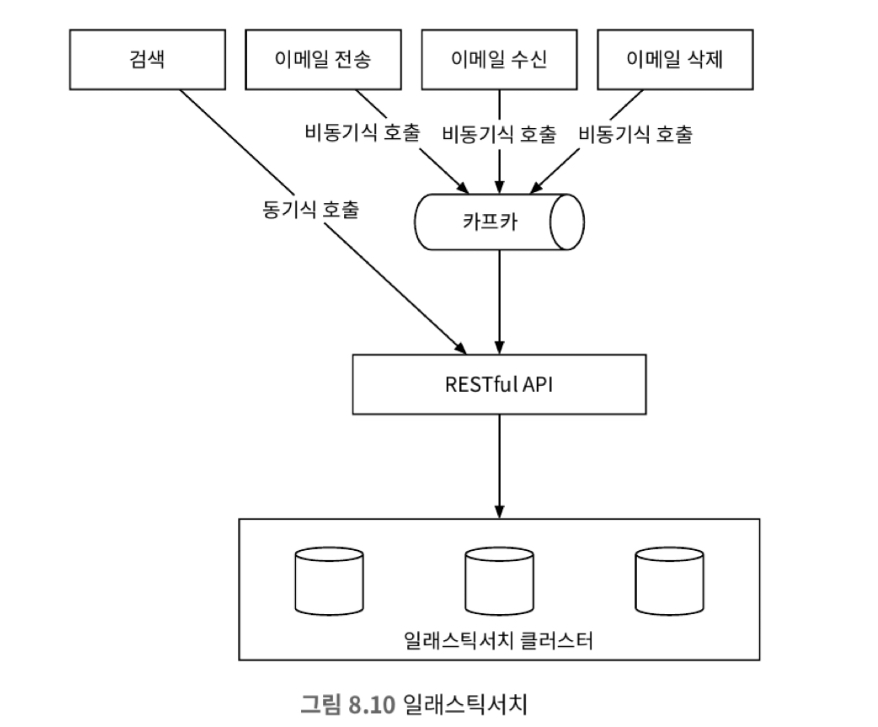 검색
이메일 전송
이메일 수신
이메일 삭제
비동기식 호출
비동기식 호출
비동기식 호출
동기식 호출
카프카
RESTful API
일래스틱서치 클러스터
그림 8.10 일래스틱서치